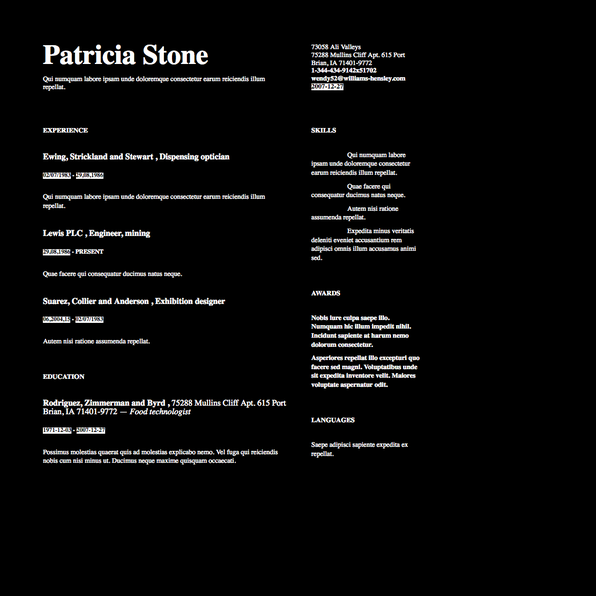 Patricia Stone
Qui numquam labore ipsam unde doloremque consectetur earum reiciendis illum
repellat.
EXPERIENCE
Ewing, Strickland and Stewart , Dispensing optician
02/07/1983 - 29.08.1986
Qui numquam labore ipsam unde doloremque consectetur earum reiciendis illum
repellat.
Lewis PLC , Engineer, mining
29.08.1986 - PRESENT
Quae facere qui consequatur ducimus natus neque.
Suarez, Collier and Anderson , Exhibition designer
06.2004.15 - 02/07/1983
Autem nisi ratione assumenda repellat.
EDUCATION
Rodriguez, Zimmerman and Byrd , 75288 Mullins Cliff Apt. 615 Port
Brian, IA 71401-9772 — Food technologist
1971-12-03 - 2007-12-27
Possimus molestias quaerat quis ad molestias explicabo nemo. Vel fuga qui reiciendis
nobis cum nisi minus ut. Ducimus neque maxime quisquam occaecati.
73058 Ali Valleys
75288 Mullins Cliff Apt. 615 Port
Brian, IA 71401-9772
1-344-434-9142x51702
wendy52@williams-hensley.com
2007-12-27
SKILLS
Qui numquam labore
ipsam unde doloremque consectetur
earum reiciendis illum repellat.
Quae facere qui
consequatur ducimus natus neque.
Autem nisi ratione
assumenda repellat.
Expedita minus veritatis
deleniti eveniet accusantium rem
adipisci omnis illum accusamus animi
sed.
AWARDS
Nobis iure culpa saepe illo.
Numquam hic illum impedit nihil.
Incidunt sapiente at harum nemo
dolorum consectetur.
Asperiores repellat illo excepturi quo
facere sed magni. Voluptatibus unde
sit expedita inventore velit. Maiores
voluptate aspernatur odit.
LANGUAGES
Saepe adipisci sapiente expedita ex
repellat.